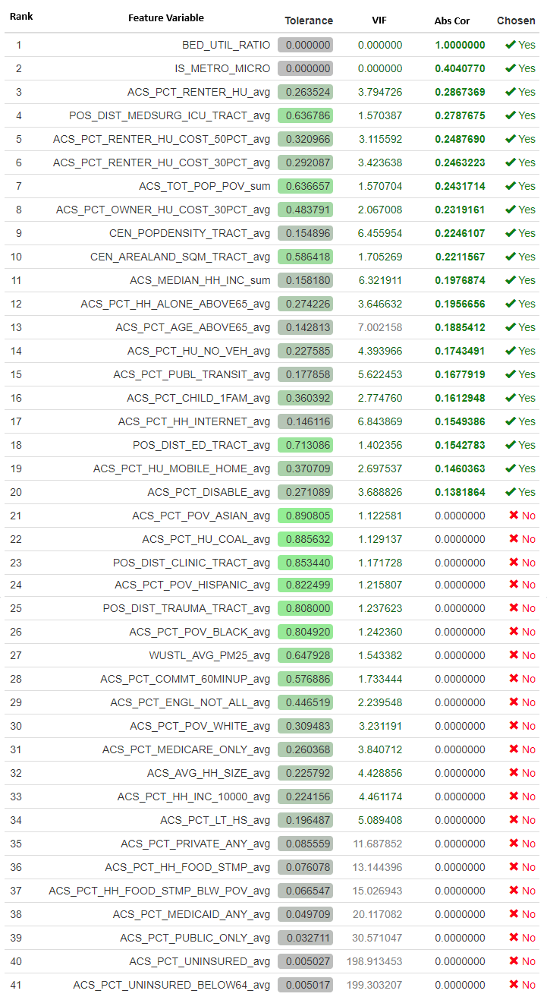 Rank Feature Variable Tolerance VIF Abs Cor Chosen
1 BED_UTIL_RATIO 0.000000 0.000000 1.0000000 Yes
2 IS_METRO_MICRO 0.000000 0.000000 0.4040770 Yes
3 ACS_PCT_RENTER_HU_avg 0.263524 3.794726 0.2867369 Yes
4 POS_DIST_MEDSURG_ICU_TRACT_avg 0.636786 1.570387 0.2787675 Yes
5 ACS_PCT_RENTER_HU_COST_50PCT_avg 0.320966 3.115592 0.2487690 Yes
6 ACS_PCT_RENTER_HU_COST_30PCT_avg 0.292087 3.423638 0.2463223 Yes
7 ACS_TOT_POP_POV_sum 0.636657 1.570704 0.2431714 Yes
8 ACS_PCT_OWNER_HU_COST_30PCT_avg 0.483791 2.067008 0.2319161 Yes
9 CEN_POPDENSITY_TRACT_avg 0.154896 6.455954 0.2246107 Yes
10 CEN_AREALAND_SQM_TRACT_avg 0.586418 1.705269 0.2211567 Yes
11 ACS_MEDIAN_HH_INC_sum 0.158180 6.321911 0.1976874 Yes
12 ACS_PCT_HH_ALONE_ABOVE65_avg 0.274226 3.646632 0.1956656 Yes
13 ACS_PCT_AGE_ABOVE65_avg 0.142813 7.002158 0.1885412 Yes
14 ACS_PCT_HU_NO_VEH_avg 0.227585 4.393966 0.1743491 Yes
15 ACS_PCT_PUBL_TRANSIT_avg 0.177858 5.622453 0.1677919 Yes
16 ACS_PCT_CHILD_1FAM_avg 0.360392 2.774760 0.1612948 Yes
17 ACS_PCT_HH_INTERNET_avg 0.146116 6.843869 0.1549386 Yes
18 POS_DIST_ED_TRACT_avg 0.713086 1.402356 0.1542783 Yes
19 ACS_PCT_HU_MOBILE_HOME_avg 0.370709 2.697537 0.1460363 Yes
20 ACS_PCT_DISABLE_avg 0.271089 3.688826 0.1381864 Yes
21 ACS_PCT_POV_ASIAN_avg 0.890805 1.122581 0.0000000 No
22 ACS_PCT_HU_COAL_avg 0.885632 1.129137 0.0000000 No
23 POS_DIST_CLINIC_TRACT_avg 0.853440 1.171728 0.0000000 No
24 ACS_PCT_POV_HISPANIC_avg 0.822499 1.215807 0.0000000 No
25 POS_DIST_TRAUMA_TRACT_avg 0.808000 1.237623 0.0000000 No
26 ACS_PCT_POV_BLACK_avg 0.804920 1.242360 0.0000000 No
27 WUSTL_AVG_PM25_avg 0.647928 1.543382 0.0000000 No
28 ACS_PCT_COMMT_60MINUP_avg 0.576886 1.733444 0.0000000 No
29 ACS_PCT_ENGL_NOT_ALL_avg 0.446519 2.239548 0.0000000 No
30 ACS_PCT_POV_WHITE_avg 0.309483 3.231191 0.0000000 No
31 ACS_PCT_MEDICARE_ONLY_avg 0.260368 3.840712 0.0000000 No
32 ACS_AVG_HH_SIZE_avg 0.225792 4.428856 0.0000000 No
33 ACS_PCT_HH_INC_10000_avg 0.224156 4.461174 0.0000000 No
34 ACS_PCT_LT_HS_avg 0.196487 5.089408 0.0000000 No
35 ACS_PCT_PRIVATE_ANY_avg 0.085559 11.687852 0.0000000 No
36 ACS_PCT_HH_FOOD_STMP_avg 0.076078 13.144396 0.0000000 No
37 ACS_PCT_HH_FOOD_STMP_BLW_POV_avg 0.066547 15.026943 0.0000000 No
38 ACS_PCT_MEDICAID_ANY_avg 0.049709 20.117082 0.0000000 No
39 ACS_PCT_PUBLIC_ONLY_avg 0.032711 30.571047 0.0000000 No
40 ACS_PCT_UNINSURED_avg 0.005027 198.913453 0.0000000 No
41 ACS_PCT_UNINSURED_BELOW64_avg 0.005017 199.303207 0.0000000 No